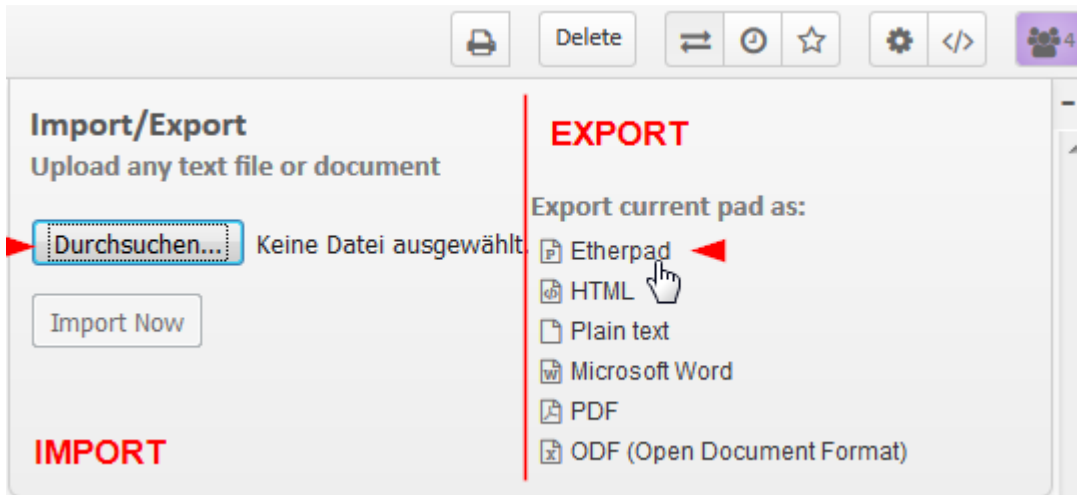 Delete
4
Import/Export
Upload any text file or document
Durchsuchen... Keine Datei ausgewählt.
Import Now
IMPORT
EXPORT
Export current pad as:
Etherpad
HTML
Plain text
Microsoft Word
PDF
ODF (Open Document Format)